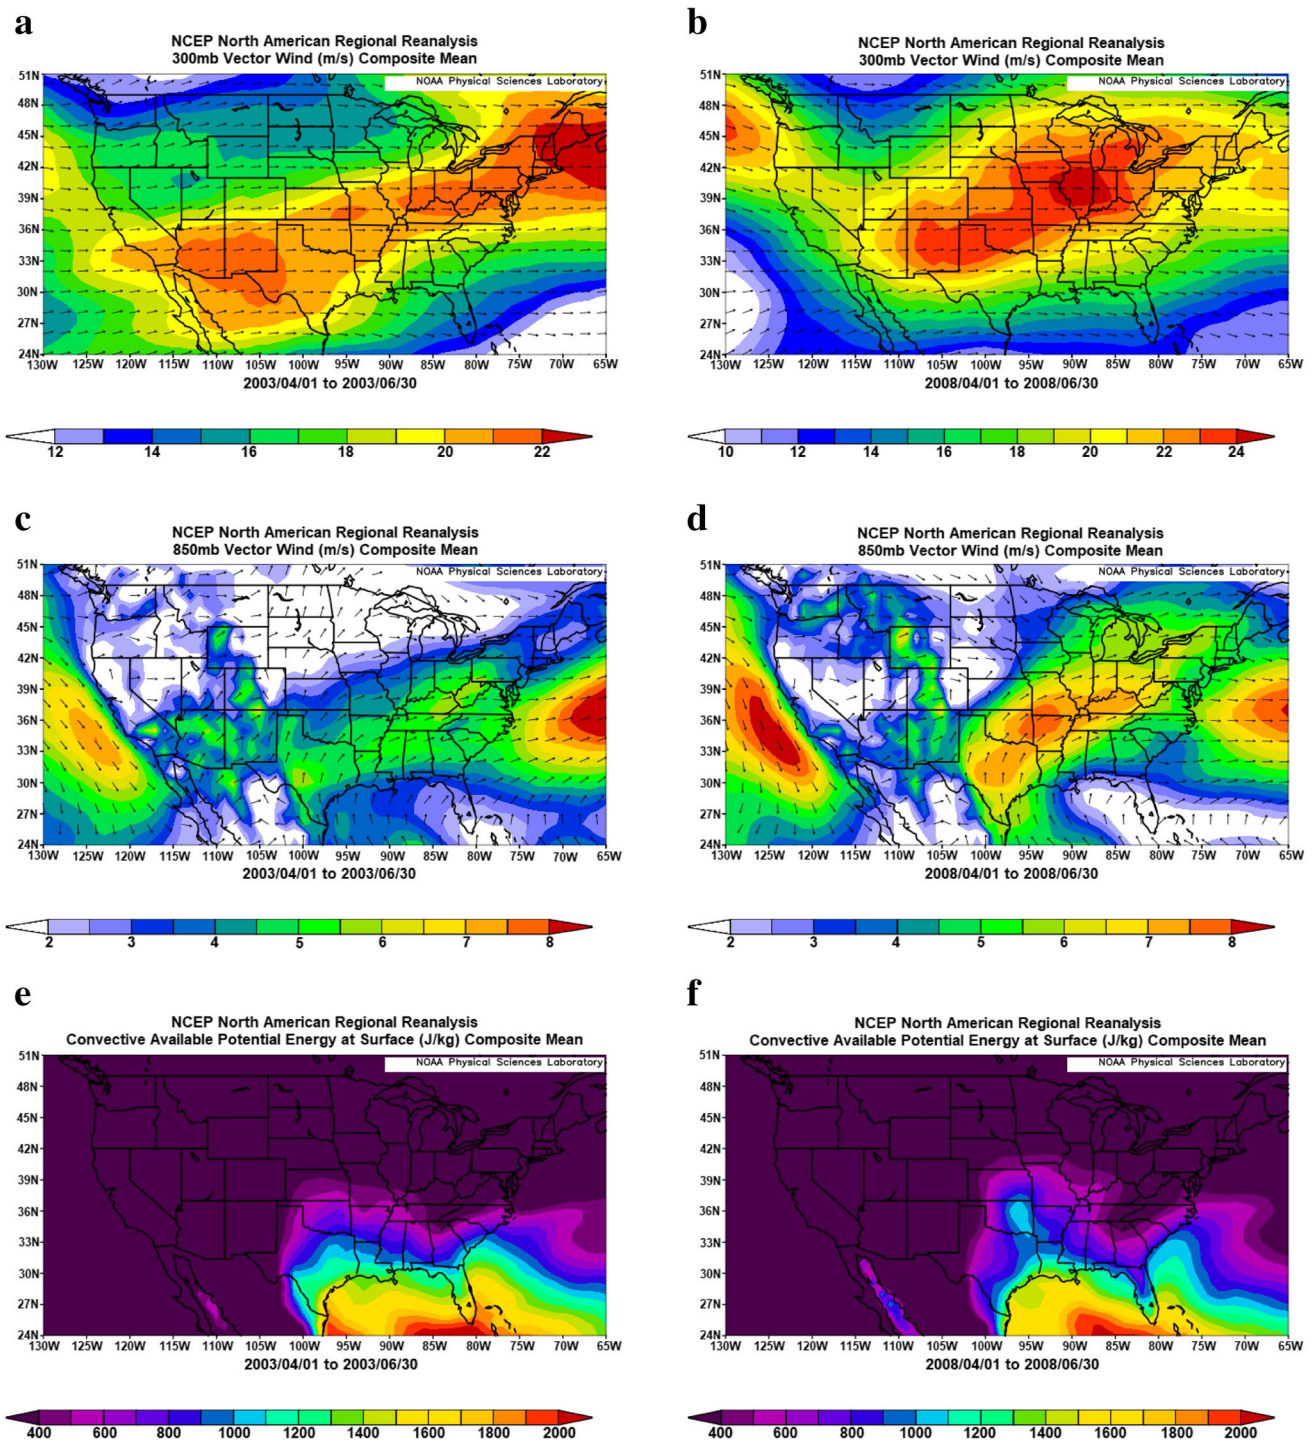 a
NCEP North American Regional Reanalysis
300mb Vector Wind (m/s) Composite Mean
NOAA Physical Sciences Laboratory
51N
48N
45N
42N
39N
36N
33N
30N
27N
24N
130W 125W 120W 115W 110W 105W 100W 95W 90W 85W 80W 75W 70W 65W
2003/04/01 to 2003/06/30
12 14 16 18 20 22
b
NCEP North American Regional Reanalysis
300mb Vector Wind (m/s) Composite Mean
NOAA Physical Sciences Laboratory
51N
48N
45N
42N
39N
36N
33N
30N
27N
24N
130W 125W 120W 115W 110W 105W 100W 95W 90W 85W 80W 75W 70W 65W
2008/04/01 to 2008/06/30
10 12 14 16 18 20 22 24
c
NCEP North American Regional Reanalysis
850mb Vector Wind (m/s) Composite Mean
NOAA Physical Sciences Laboratory
51N
48N
45N
42N
39N
36N
33N
30N
27N
24N
130W 125W 120W 115W 110W 105W 100W 95W 90W 85W 80W 75W 70W 65W
2003/04/01 to 2003/06/30
2 3 4 5 6 7 8
d
NCEP North American Regional Reanalysis
850mb Vector Wind (m/s) Composite Mean
NOAA Physical Sciences Laboratory
51N
48N
45N
42N
39N
36N
33N
30N
27N
24N
130W 125W 120W 115W 110W 105W 100W 95W 90W 85W 80W 75W 70W 65W
2008/04/01 to 2008/06/30
2 3 4 5 6 7 8
e
NCEP North American Regional Reanalysis
Convective Available Potential Energy at Surface (J/kg) Composite Mean
NOAA Physical Sciences Laboratory
51N
48N
45N
42N
39N
36N
33N
30N
27N
24N
130W 125W 120W 115W 110W 105W 100W 95W 90W 85W 80W 75W 70W 65W
2003/04/01 to 2003/06/30
400 600 800 1000 1200 1400 1600 1800 2000
f
NCEP North American Regional Reanalysis
Convective Available Potential Energy at Surface (J/kg) Composite Mean
NOAA Physical Sciences Laboratory
51N
48N
45N
42N
39N
36N
33N
30N
27N
24N
130W 125W 120W 115W 110W 105W 100W 95W 90W 85W 80W 75W 70W 65W
2008/04/01 to 2008/06/30
400 600 800 1000 1200 1400 1600 1800 2000